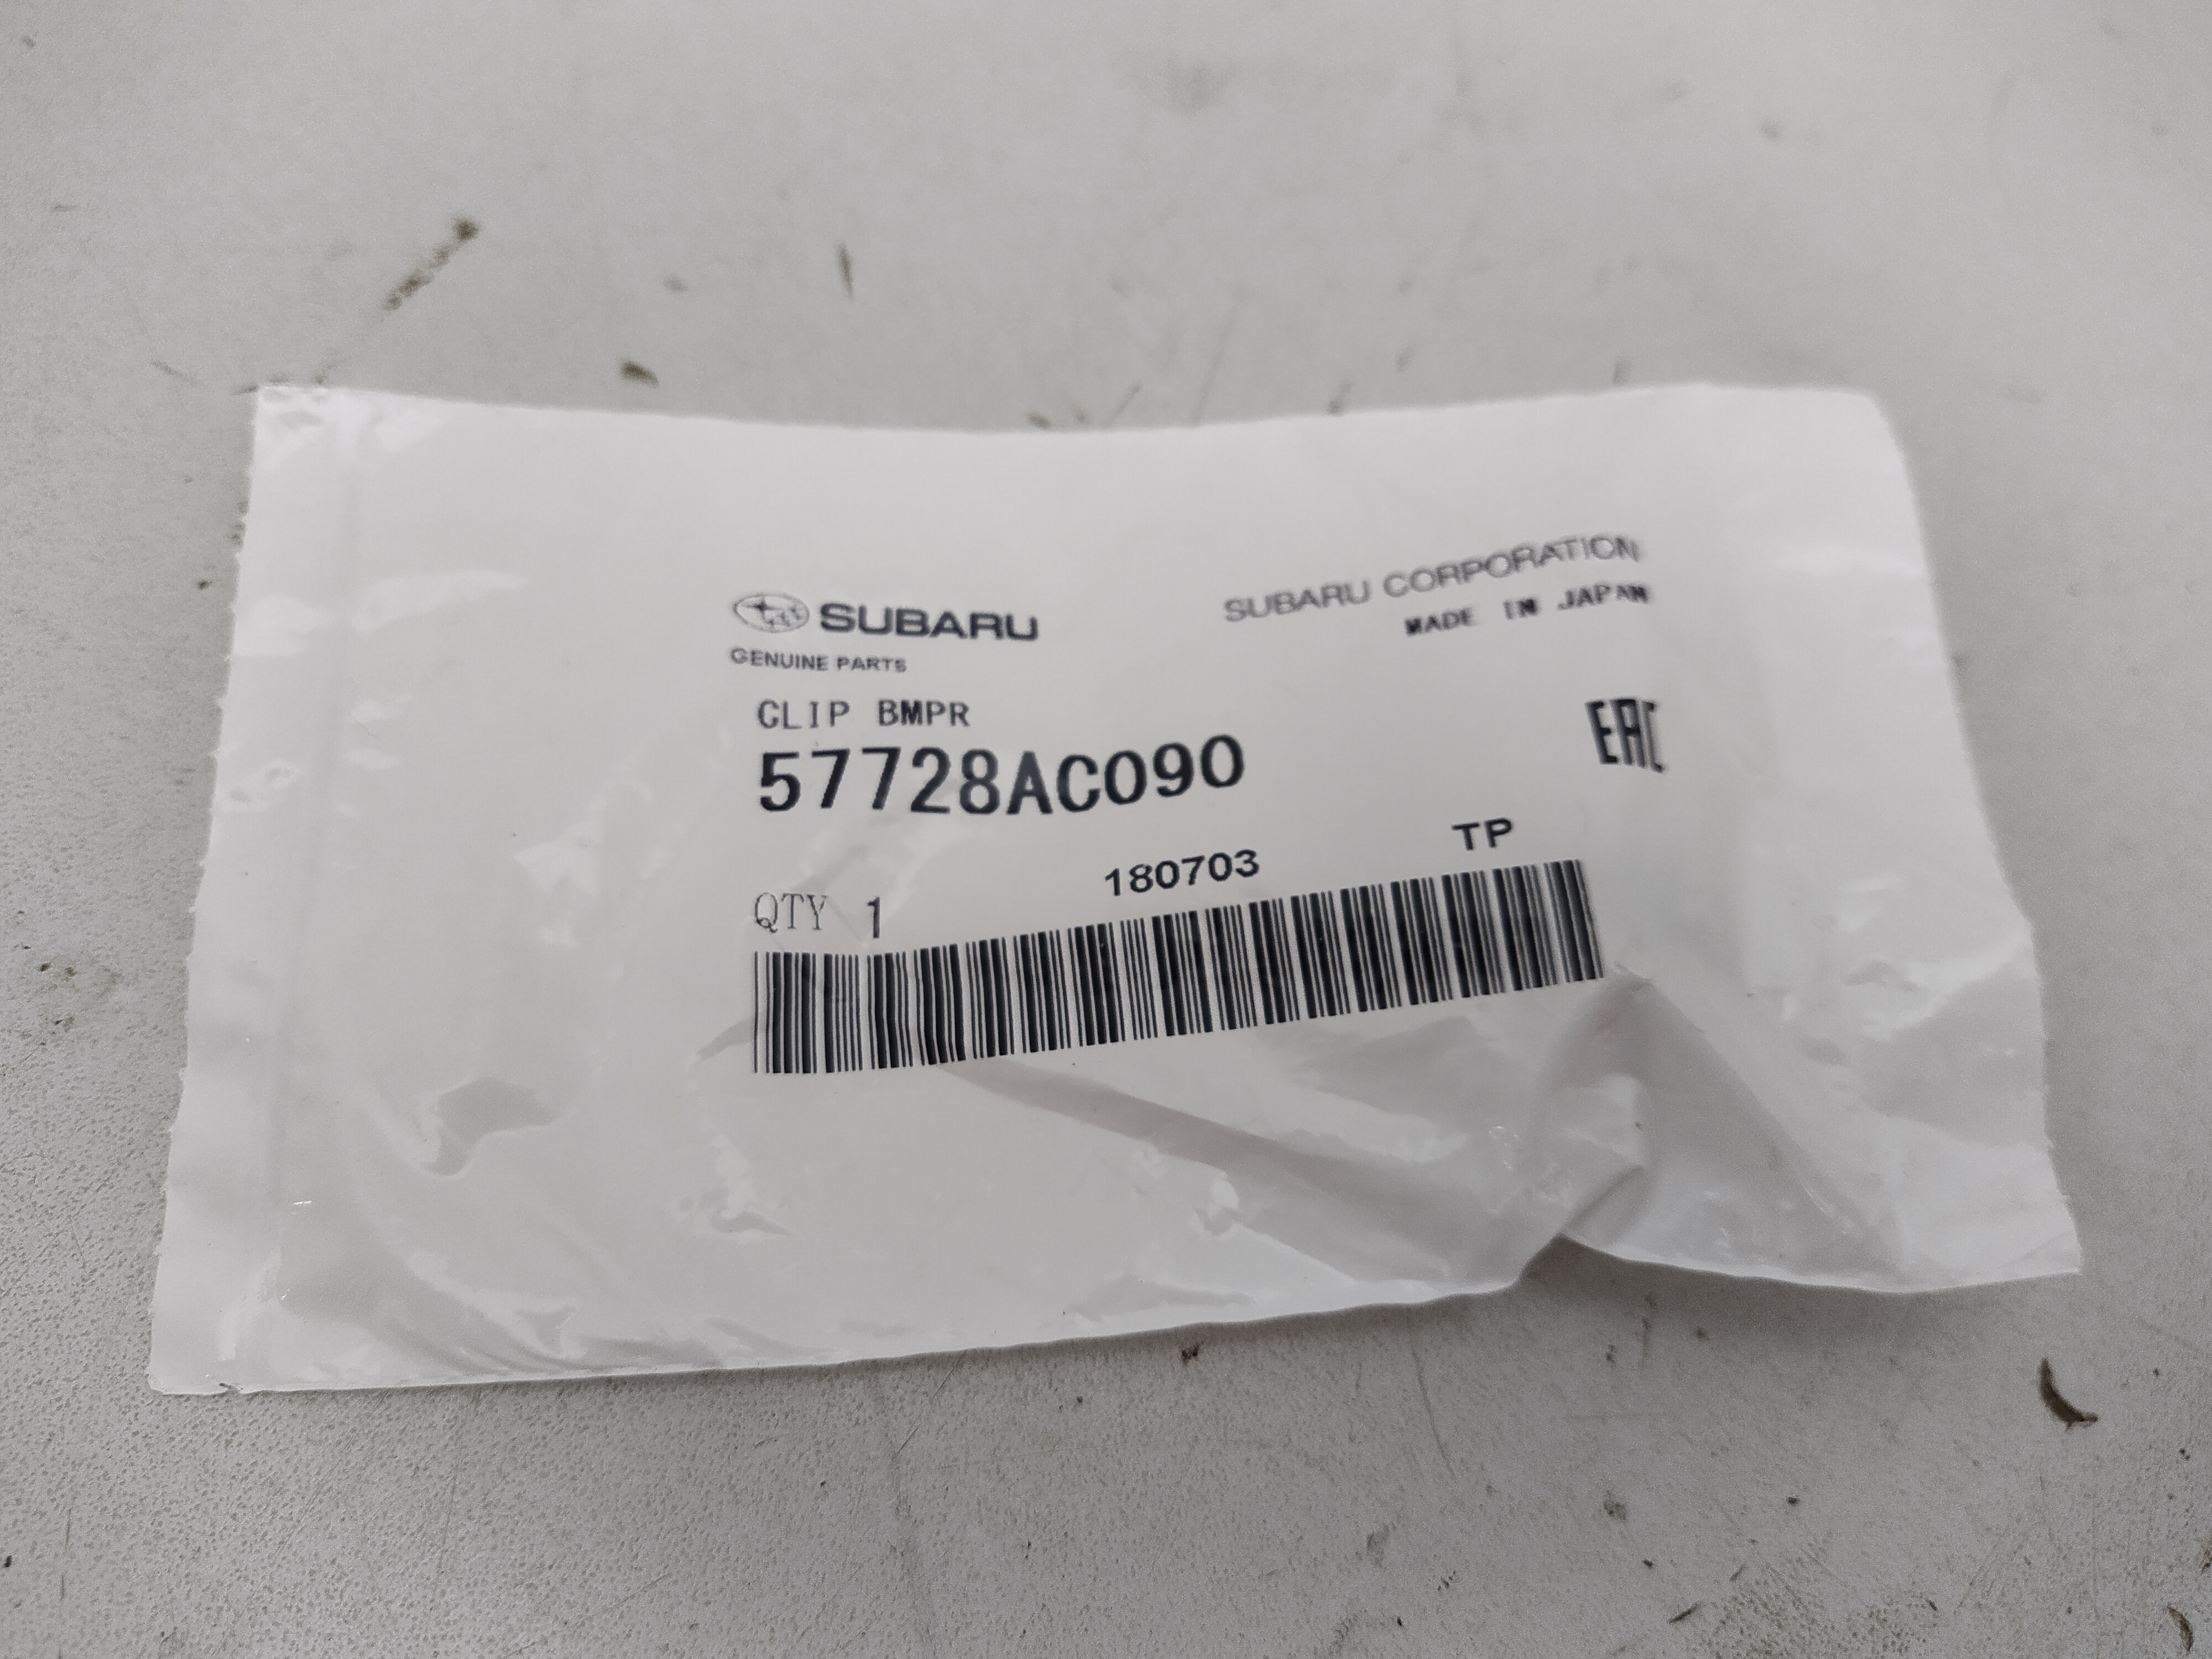 SUBARU
GENUINE PARTS
SUBARU CORPORATION
MADE IN JAPAN
CLIP BMPR
57728AC090
EAC
TP
180703
QTY 1